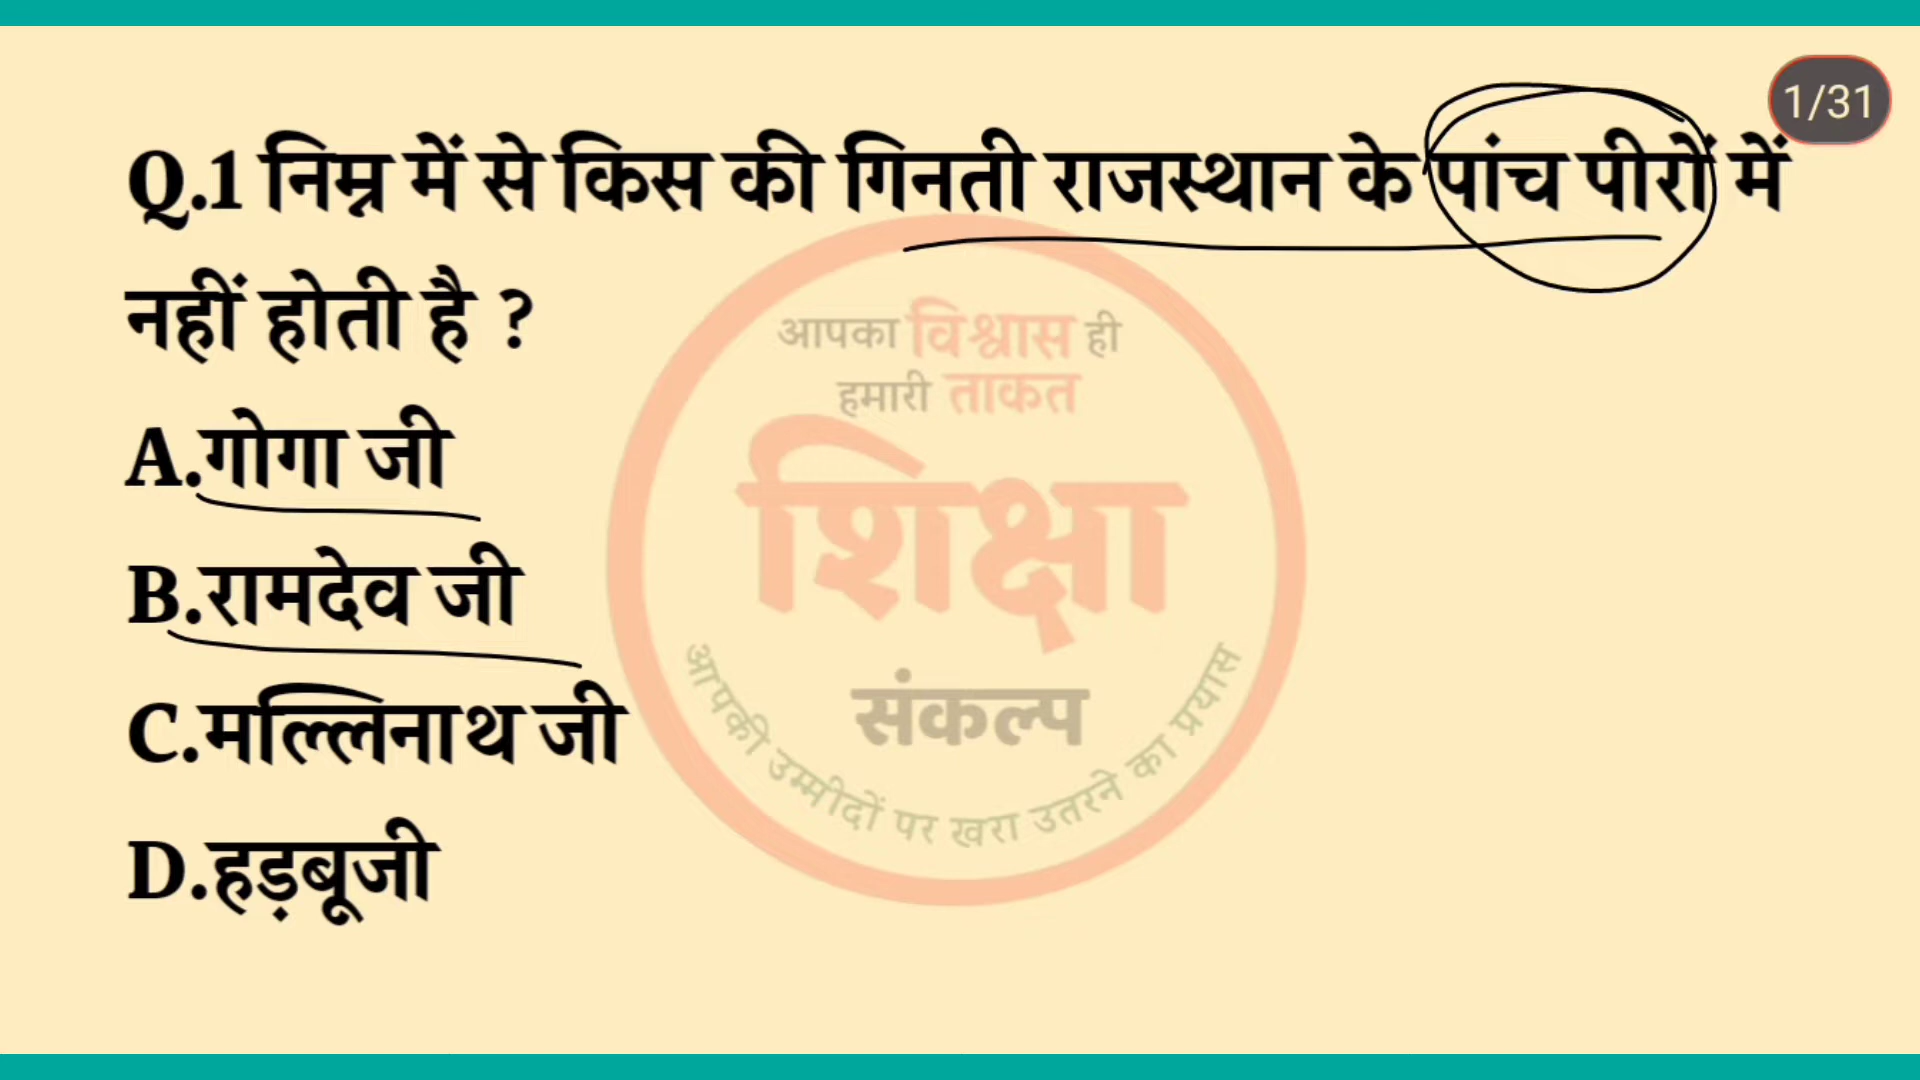 1/31
Q.1 निम्न में से किस की गिनती राजस्थान के पांच पीरों में
नहीं होती है ?
A.गोगा जी
B.रामदेव जी
C.मल्लिनाथ जी
D.हड़बूजी
आपका विश्वास ही
हमारी ताकत
शिक्षा
संकल्प
आपकी उम्मीदों पर खरा उतरने का प्रयास